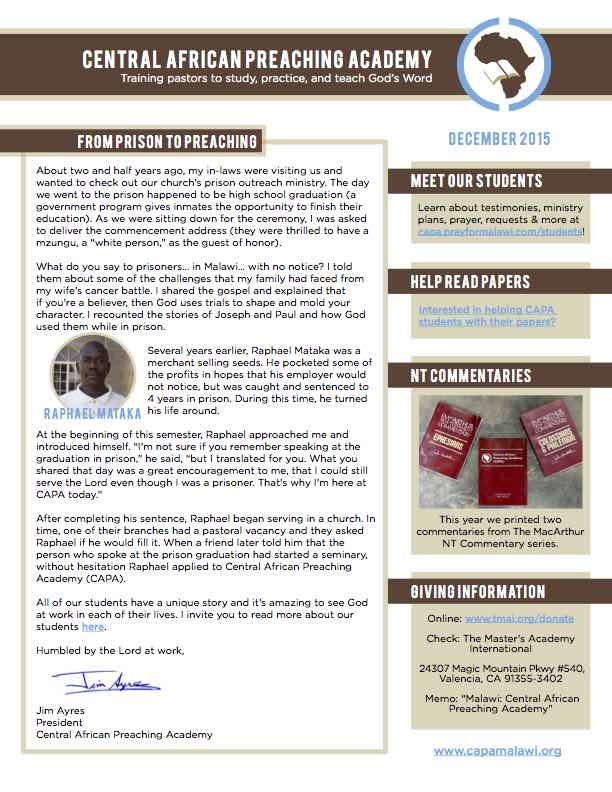 CENTRAL AFRICAN PREACHING ACADEMY
Training pastors to study, practice, and teach God's Word
FROM PRISON TO PREACHING
About two and half years ago, my in-laws were visiting us and
wanted to check out our church's prison outreach ministry. The day
we went to the prison happened to be high school graduation (a
government program gives inmates the opportunity to finish their
education). As we were sitting down for the ceremony, I was asked
to deliver the commencement address (they were thrilled to have a
mzungu, a "white person," as the guest of honor).
What do you say to prisoners... in Malawi... with no notice? I told
them about some of the challenges that my family had faced from
my wife's cancer battle. I shared the gospel and explained that
if you're a believer, then God uses trials to shape and mold your
character. I recounted the stories of Joseph and Paul and how God
used them while in prison.
Several years earlier, Raphael Mataka was a
merchant selling seeds. He pocketed some of
the profits in hopes that his employer would
not notice, but was caught and sentenced to
4 years in prison. During this time, he turned
his life around.
RAPHAEL MATAKA
At the beginning of this semester, Raphael approached me and
introduced himself. "I'm not sure if you remember speaking at the
graduation in prison," he said, "but I translated for you. What you
shared that day was a great encouragement to me, that I could still
serve the Lord even though I was a prisoner. That's why I'm here at
CAPA today."
After completing his sentence, Raphael began serving in a church. In
time, one of their branches had a pastoral vacancy and they asked
Raphael if he would fill it. When a friend later told him that the
person who spoke at the prison graduation had started a seminary,
without hesitation Raphael applied to Central African Preaching
Academy (CAPA).
All of our students have a unique story and it's amazing to see God
at work in each of their lives. I invite you to read more about our
students here.
Humbled by the Lord at work,
Jim Ayres
Jim Ayres
President
Central African Preaching Academy
DECEMBER 2015
MEET OUR STUDENTS
Learn about testimonies, ministry
plans, prayer, requests & more at
capa.prayformalawi.com/students!
HELP READ PAPERS
Interested in helping CAPA
students with their papers?
NT COMMENTARIES
EPHESIANS
COLOSSIANS
& PHILEMON
This year we printed two
commentaries from The MacArthur
NT Commentary series.
GIVING INFORMATION
Online: www.tmai.org/donate
Check: The Master's Academy
International
24307 Magic Mountain Pkwy #540,
Valencia, CA 91355-3402
Memo: "Malawi: Central African
Preaching Academy"
www.capamalawi.org